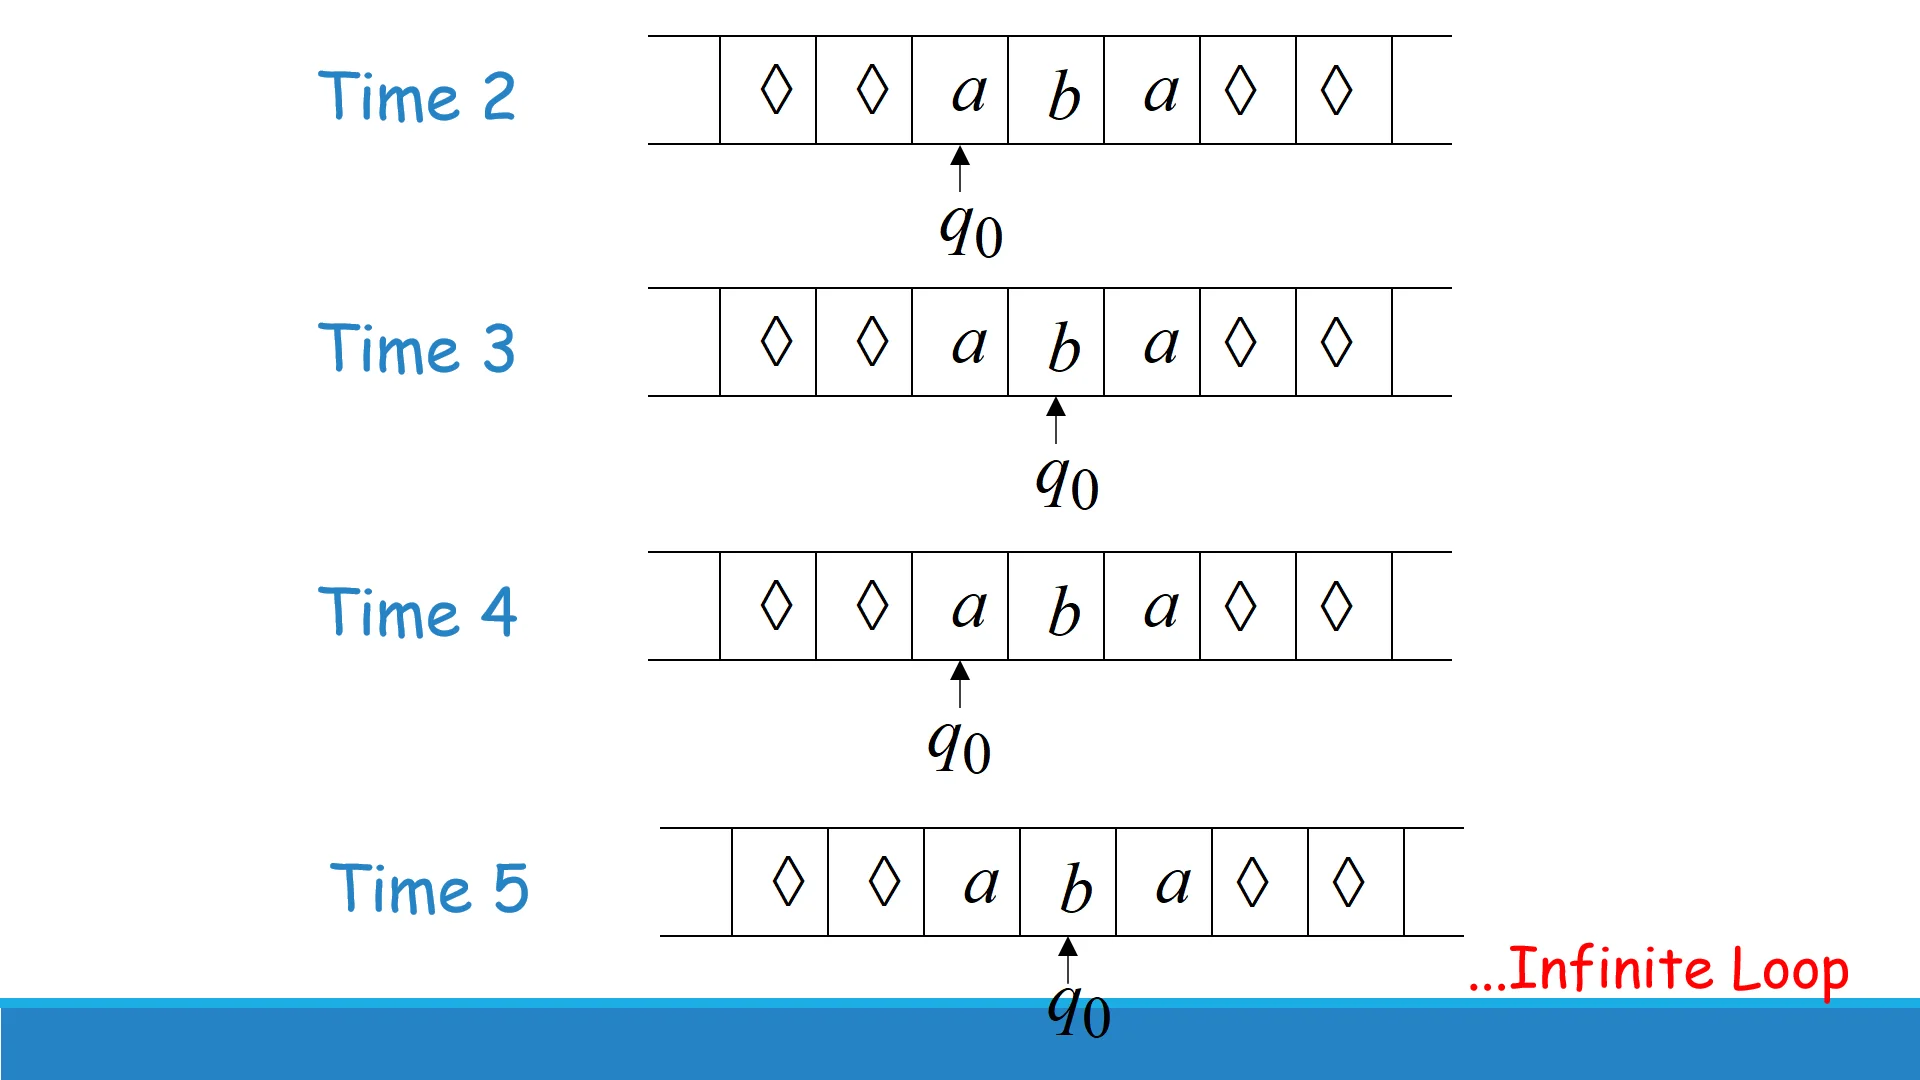 Time 2 ◊ ◊ a b a ◊ ◊
q₀
Time 3 ◊ ◊ a b a ◊ ◊
q₀
Time 4 ◊ ◊ a b a ◊ ◊
q₀
Time 5 ◊ ◊ a b a ◊ ◊
...Infinite Loop
q₀